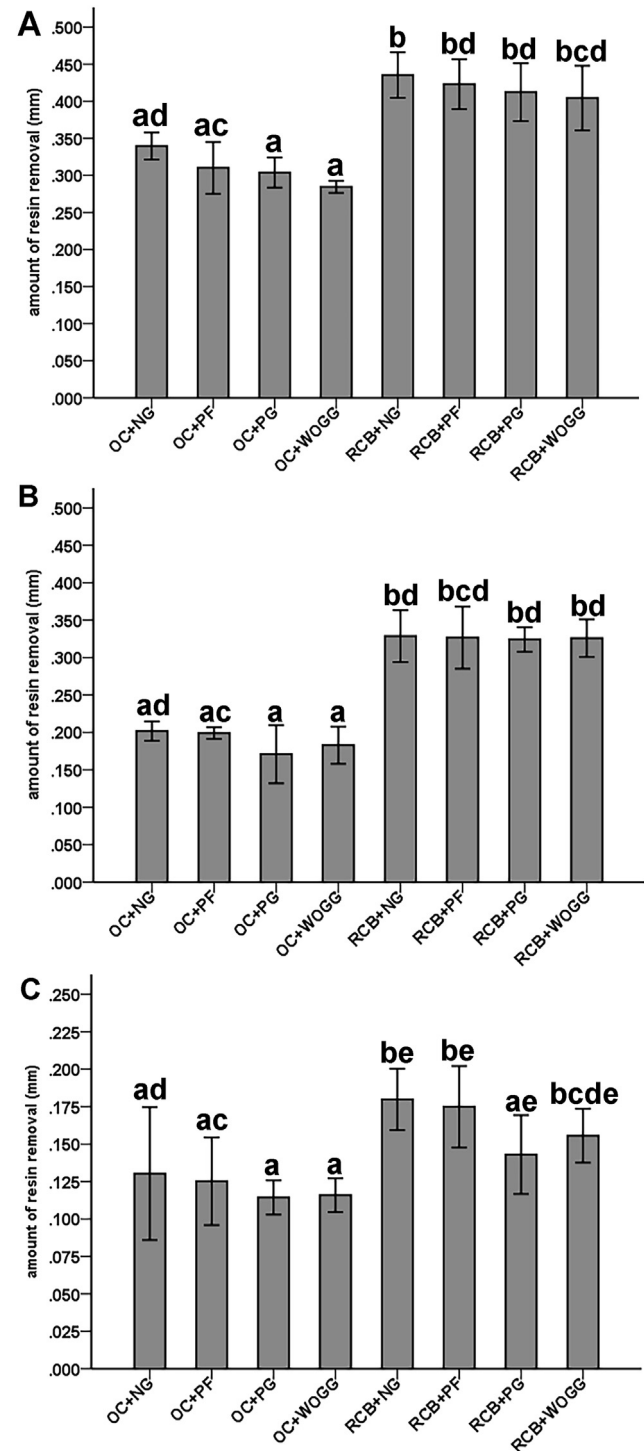 A
amount of resin removal (mm)
.500
.450
.400
.350
.300
.250
.200
.150
.100
.050
.000
ad
ac
a
a
b
bd
bd
bcd
OC+NG
OC+PF
OC+PG
OC+WOGG
RCB+NG
RCB+PF
RCB+PG
RCB+WOGG
B
amount of resin removal (mm)
.500
.450
.400
.350
.300
.250
.200
.150
.100
.050
.000
ad
ac
a
a
bd
bcd
bd
bd
OC+NG
OC+PF
OC+PG
OC+WOGG
RCB+NG
RCB+PF
RCB+PG
RCB+WOGG
C
amount of resin removal (mm)
.250
.225
.200
.175
.150
.125
.100
.075
.050
.025
.000
ad
ac
a
a
be
be
ae
bcde
OC+NG
OC+PF
OC+PG
OC+WOGG
RCB+NG
RCB+PF
RCB+PG
RCB+WOGG